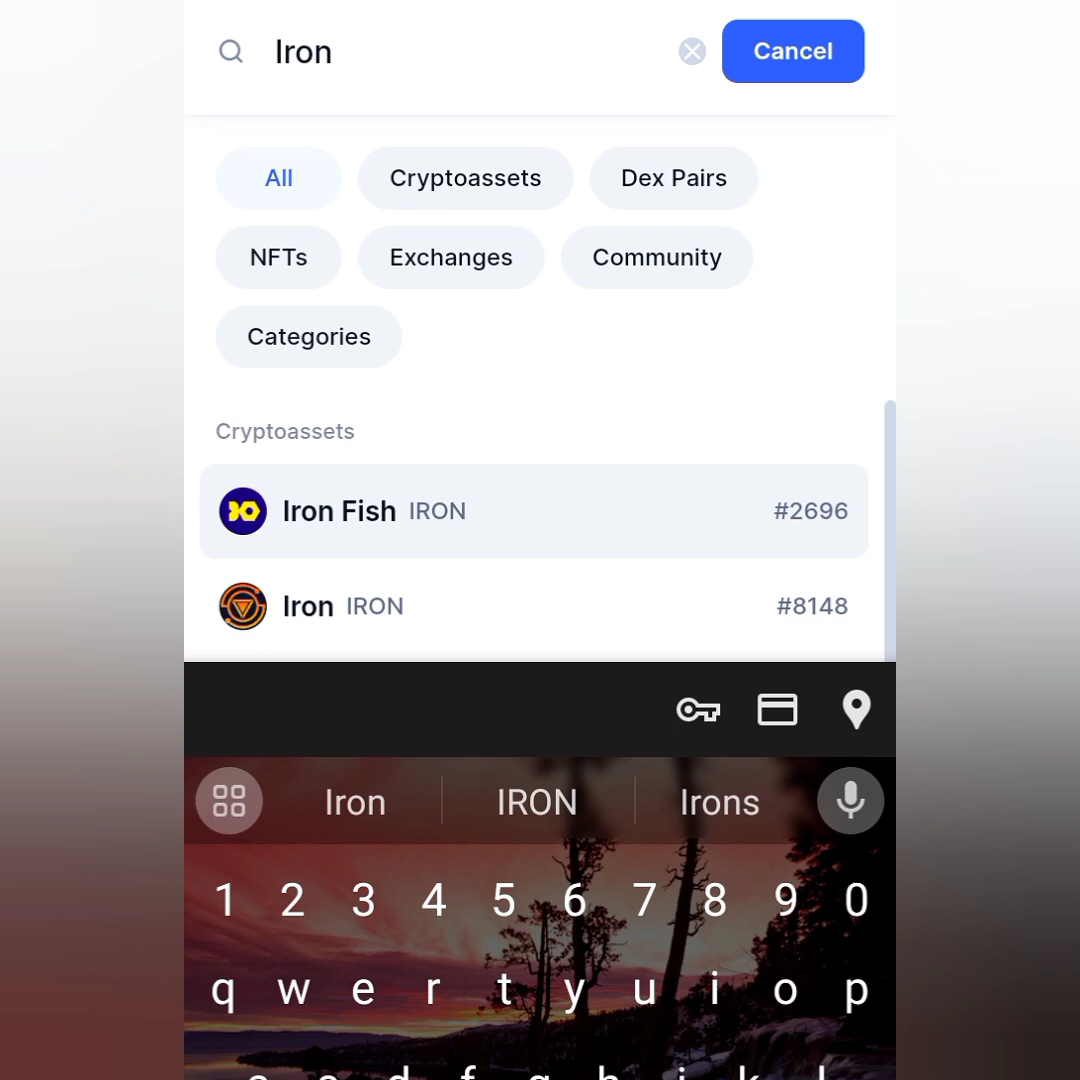 Iron Cancel
All Cryptoassets Dex Pairs
NFTs Exchanges Community
Categories
Cryptoassets
Iron Fish IRON #2696
Iron IRON #8148
Iron IRON Irons
1 2 3 4 5 6 7 8 9 0
q w e r t y u i o p